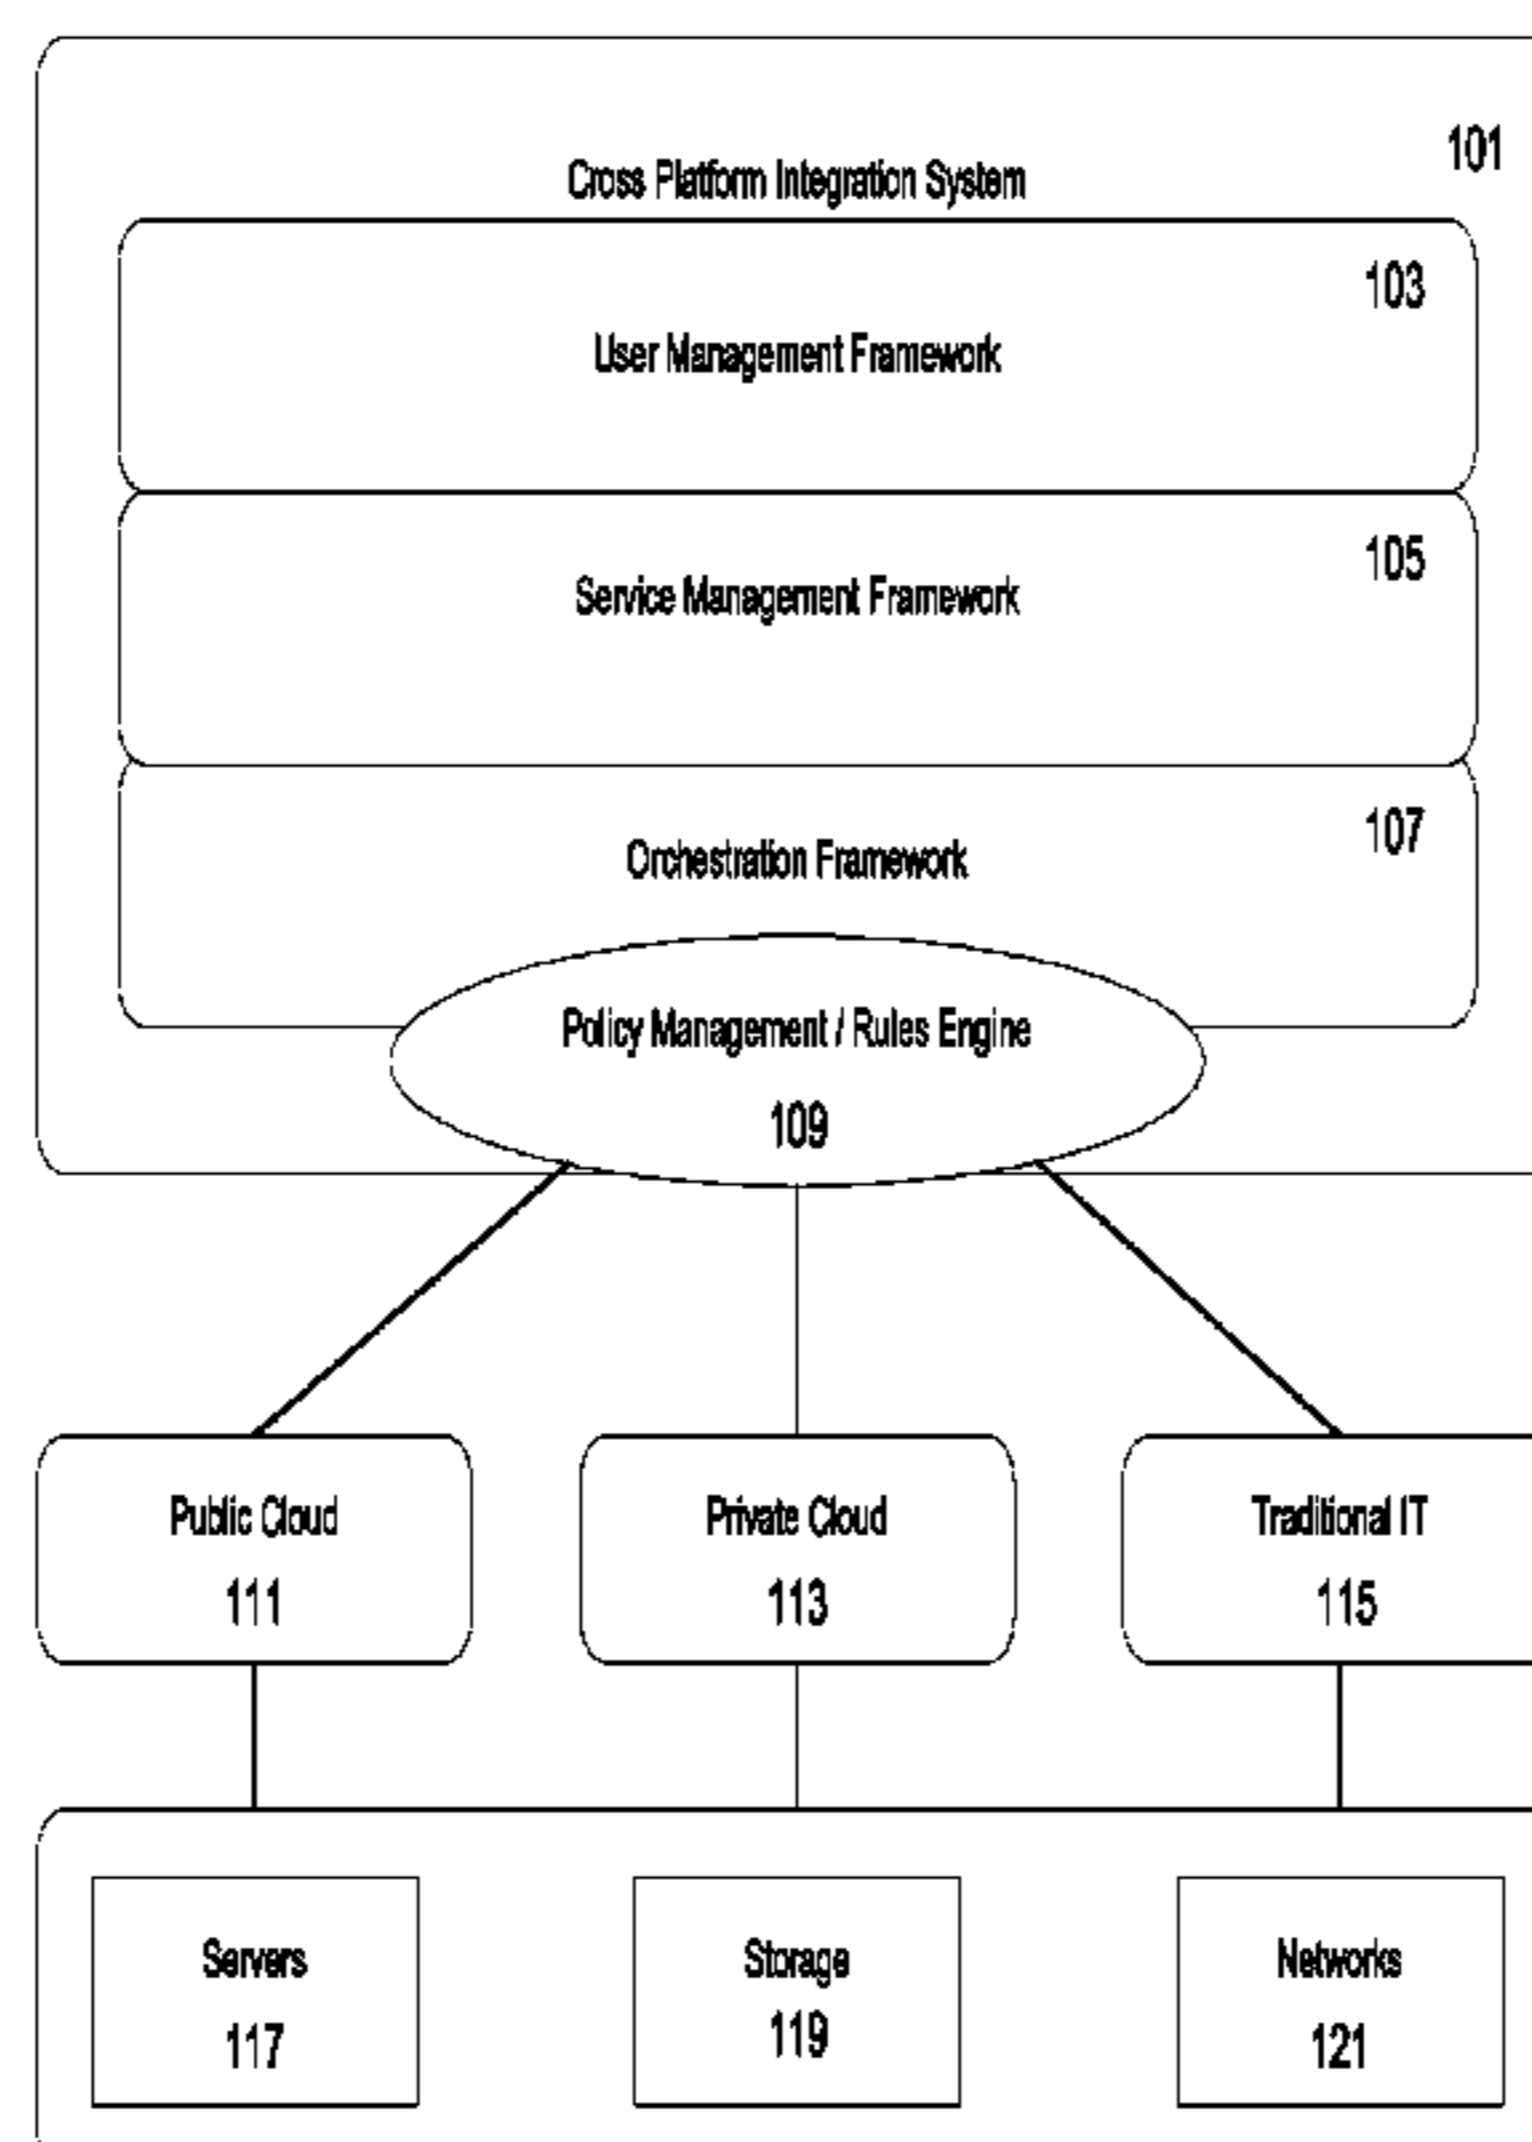 101
Cross Platform Integration System
103
User Management Framework
105
Service Management Framework
107
Orchestration Framework
Policy Management / Rules Engine
109
Public Cloud
111
Private Cloud
113
Traditional IT
115
Servers
117
Storage
119
Networks
121